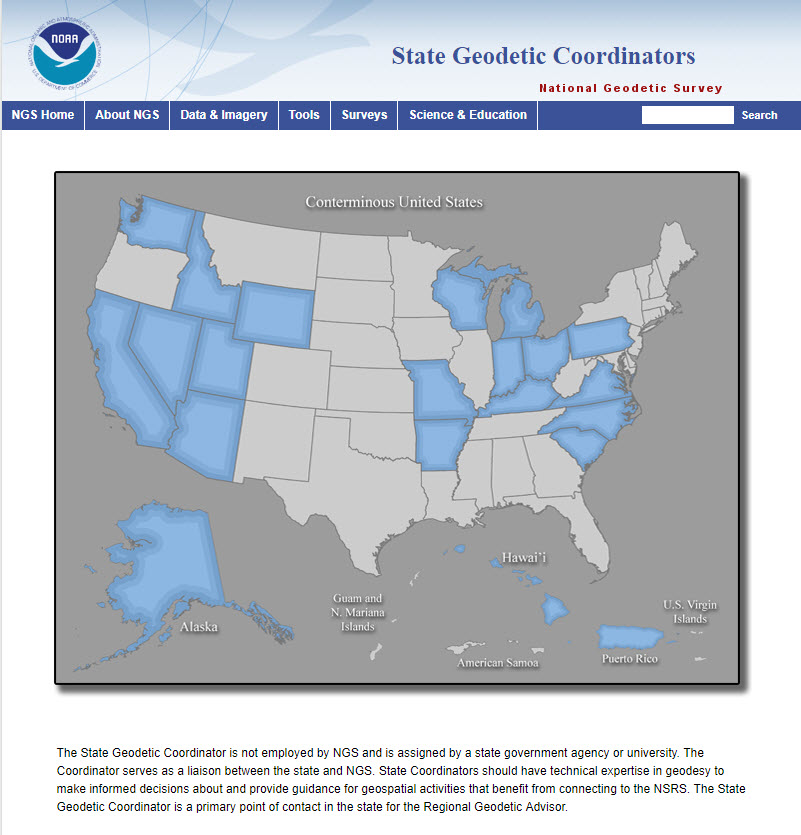 NATIONAL OCEANIC AND ATMOSPHERIC ADMINISTRATION
NOAA
U.S. DEPARTMENT OF COMMERCE
State Geodetic Coordinators
National Geodetic Survey
NGS Home
About NGS
Data & Imagery
Tools
Surveys
Science & Education
Search
Conterminous United States
Hawai'i
Guam and
N. Mariana
Islands
U.S. Virgin
Islands
Alaska
American Samoa
Puerto Rico
The State Geodetic Coordinator is not employed by NGS and is assigned by a state government agency or university. The
Coordinator serves as a liaison between the state and NGS. State Coordinators should have technical expertise in geodesy to
make informed decisions about and provide guidance for geospatial activities that benefit from connecting to the NSRS. The State
Geodetic Coordinator is a primary point of contact in the state for the Regional Geodetic Advisor.